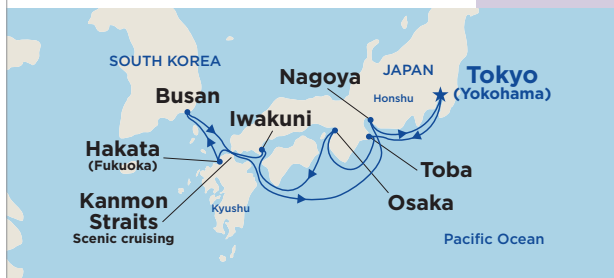 SOUTH KOREA
Busan
Hakata
(Fukuoka)
Kanmon
Straits
Scenic cruising
Iwakuni
Kyushu
Nagoya
JAPAN
Honshu
Tokyo
(Yokohama)
Toba
Osaka
Pacific Ocean